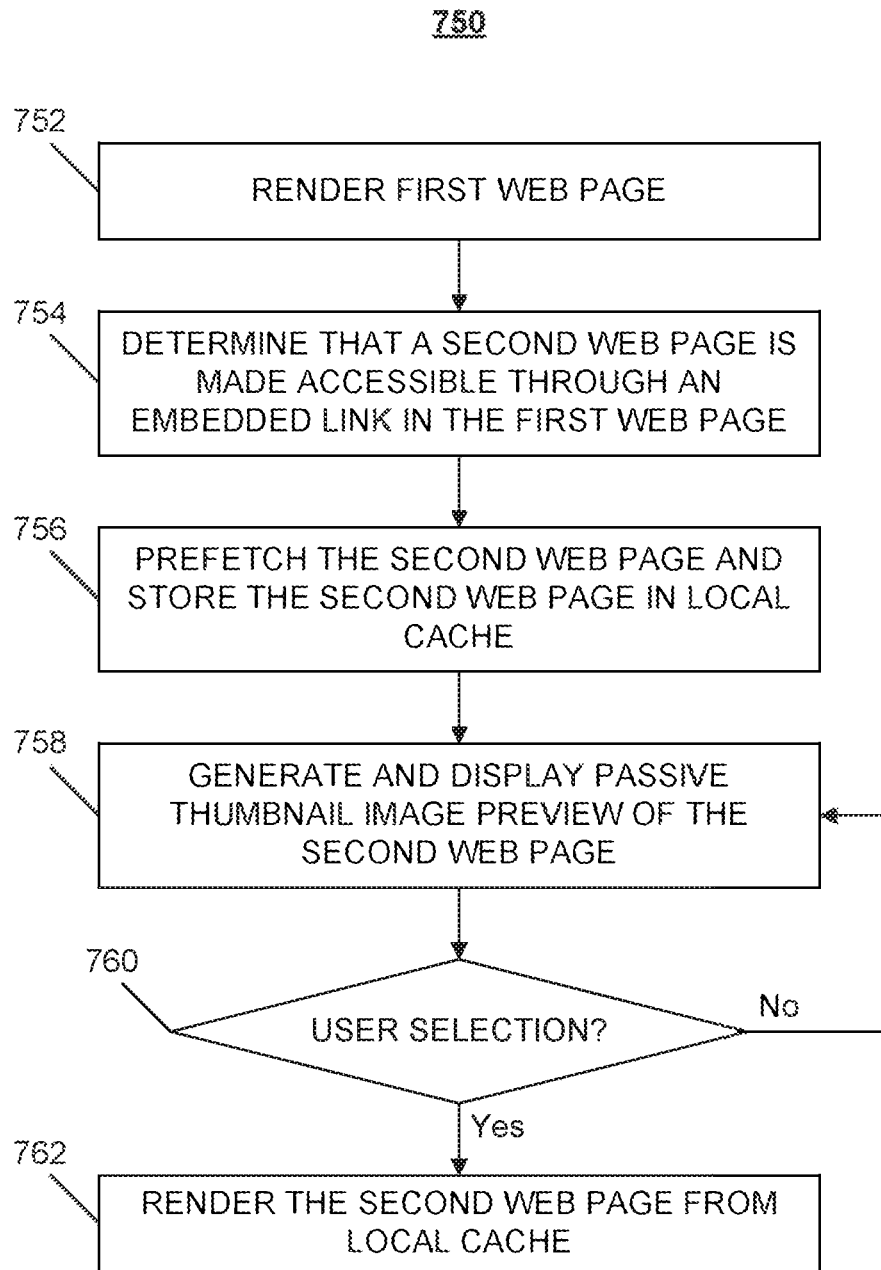 750
752
RENDER FIRST WEB PAGE
754
DETERMINE THAT A SECOND WEB PAGE IS
MADE ACCESSIBLE THROUGH AN
EMBEDDED LINK IN THE FIRST WEB PAGE
756
PREFETCH THE SECOND WEB PAGE AND
STORE THE SECOND WEB PAGE IN LOCAL
CACHE
758
GENERATE AND DISPLAY PASSIVE
THUMBNAIL IMAGE PREVIEW OF THE
SECOND WEB PAGE
760
USER SELECTION?
No
Yes
762
RENDER THE SECOND WEB PAGE FROM
LOCAL CACHE